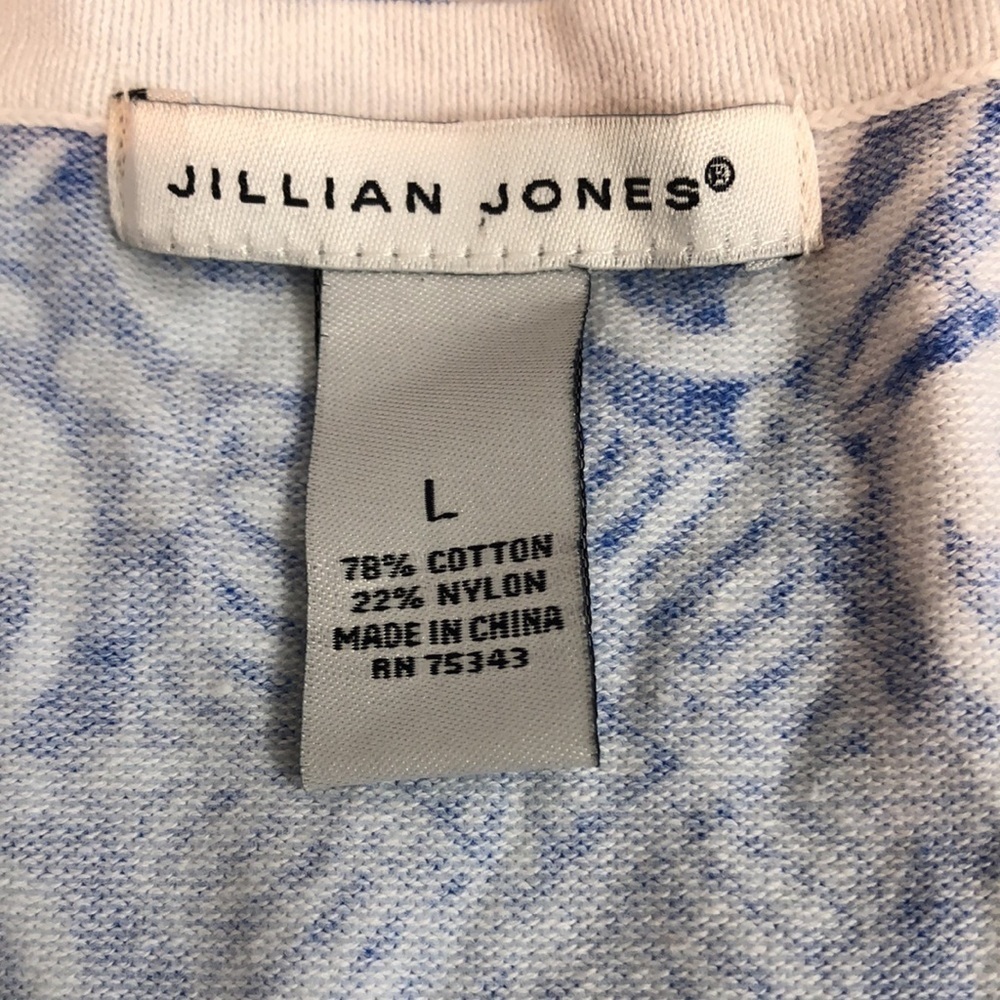 JILLIAN JONES®
L
78% COTTON
22% NYLON
MADE IN CHINA
RN 75343